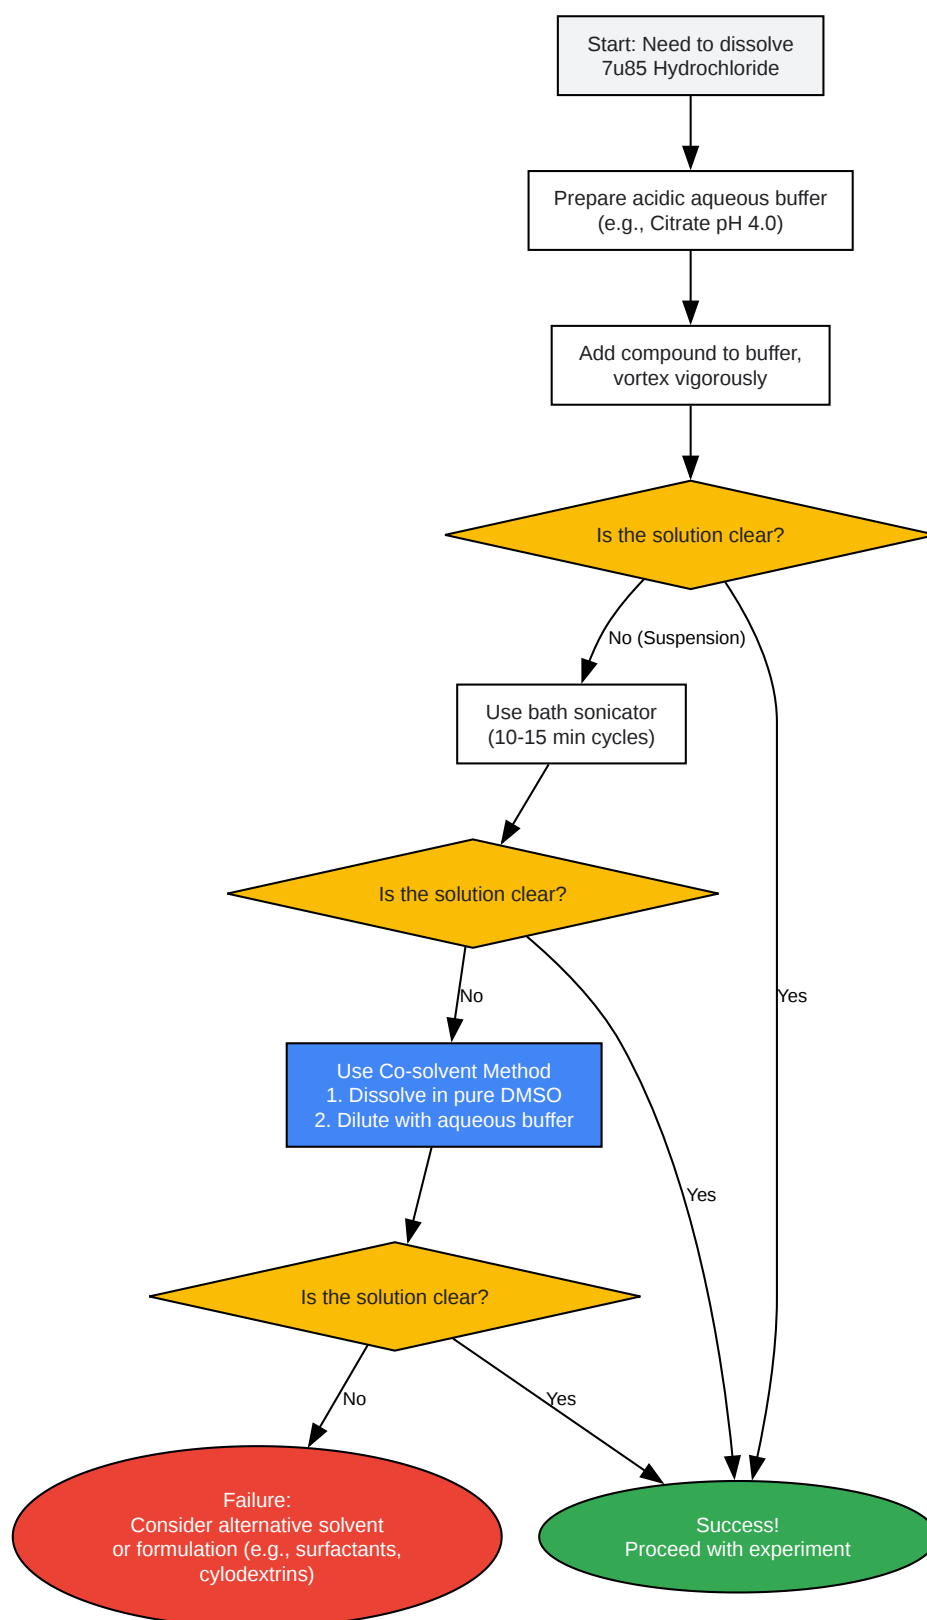 Start: Need to dissolve
7u85 Hydrochloride
Prepare acidic aqueous buffer
(e.g., Citrate pH 4.0)
Add compound to buffer,
vortex vigorously
Is the solution clear?
No (Suspension)
Use bath sonicator
(10-15 min cycles)
Is the solution clear?
No
Yes
Use Co-solvent Method
1. Dissolve in pure DMSO
2. Dilute with aqueous buffer
Yes
Is the solution clear?
No
Yes
Failure:
Consider alternative solvent
or formulation (e.g., surfactants,
cylodextrins)
Success!
Proceed with experiment